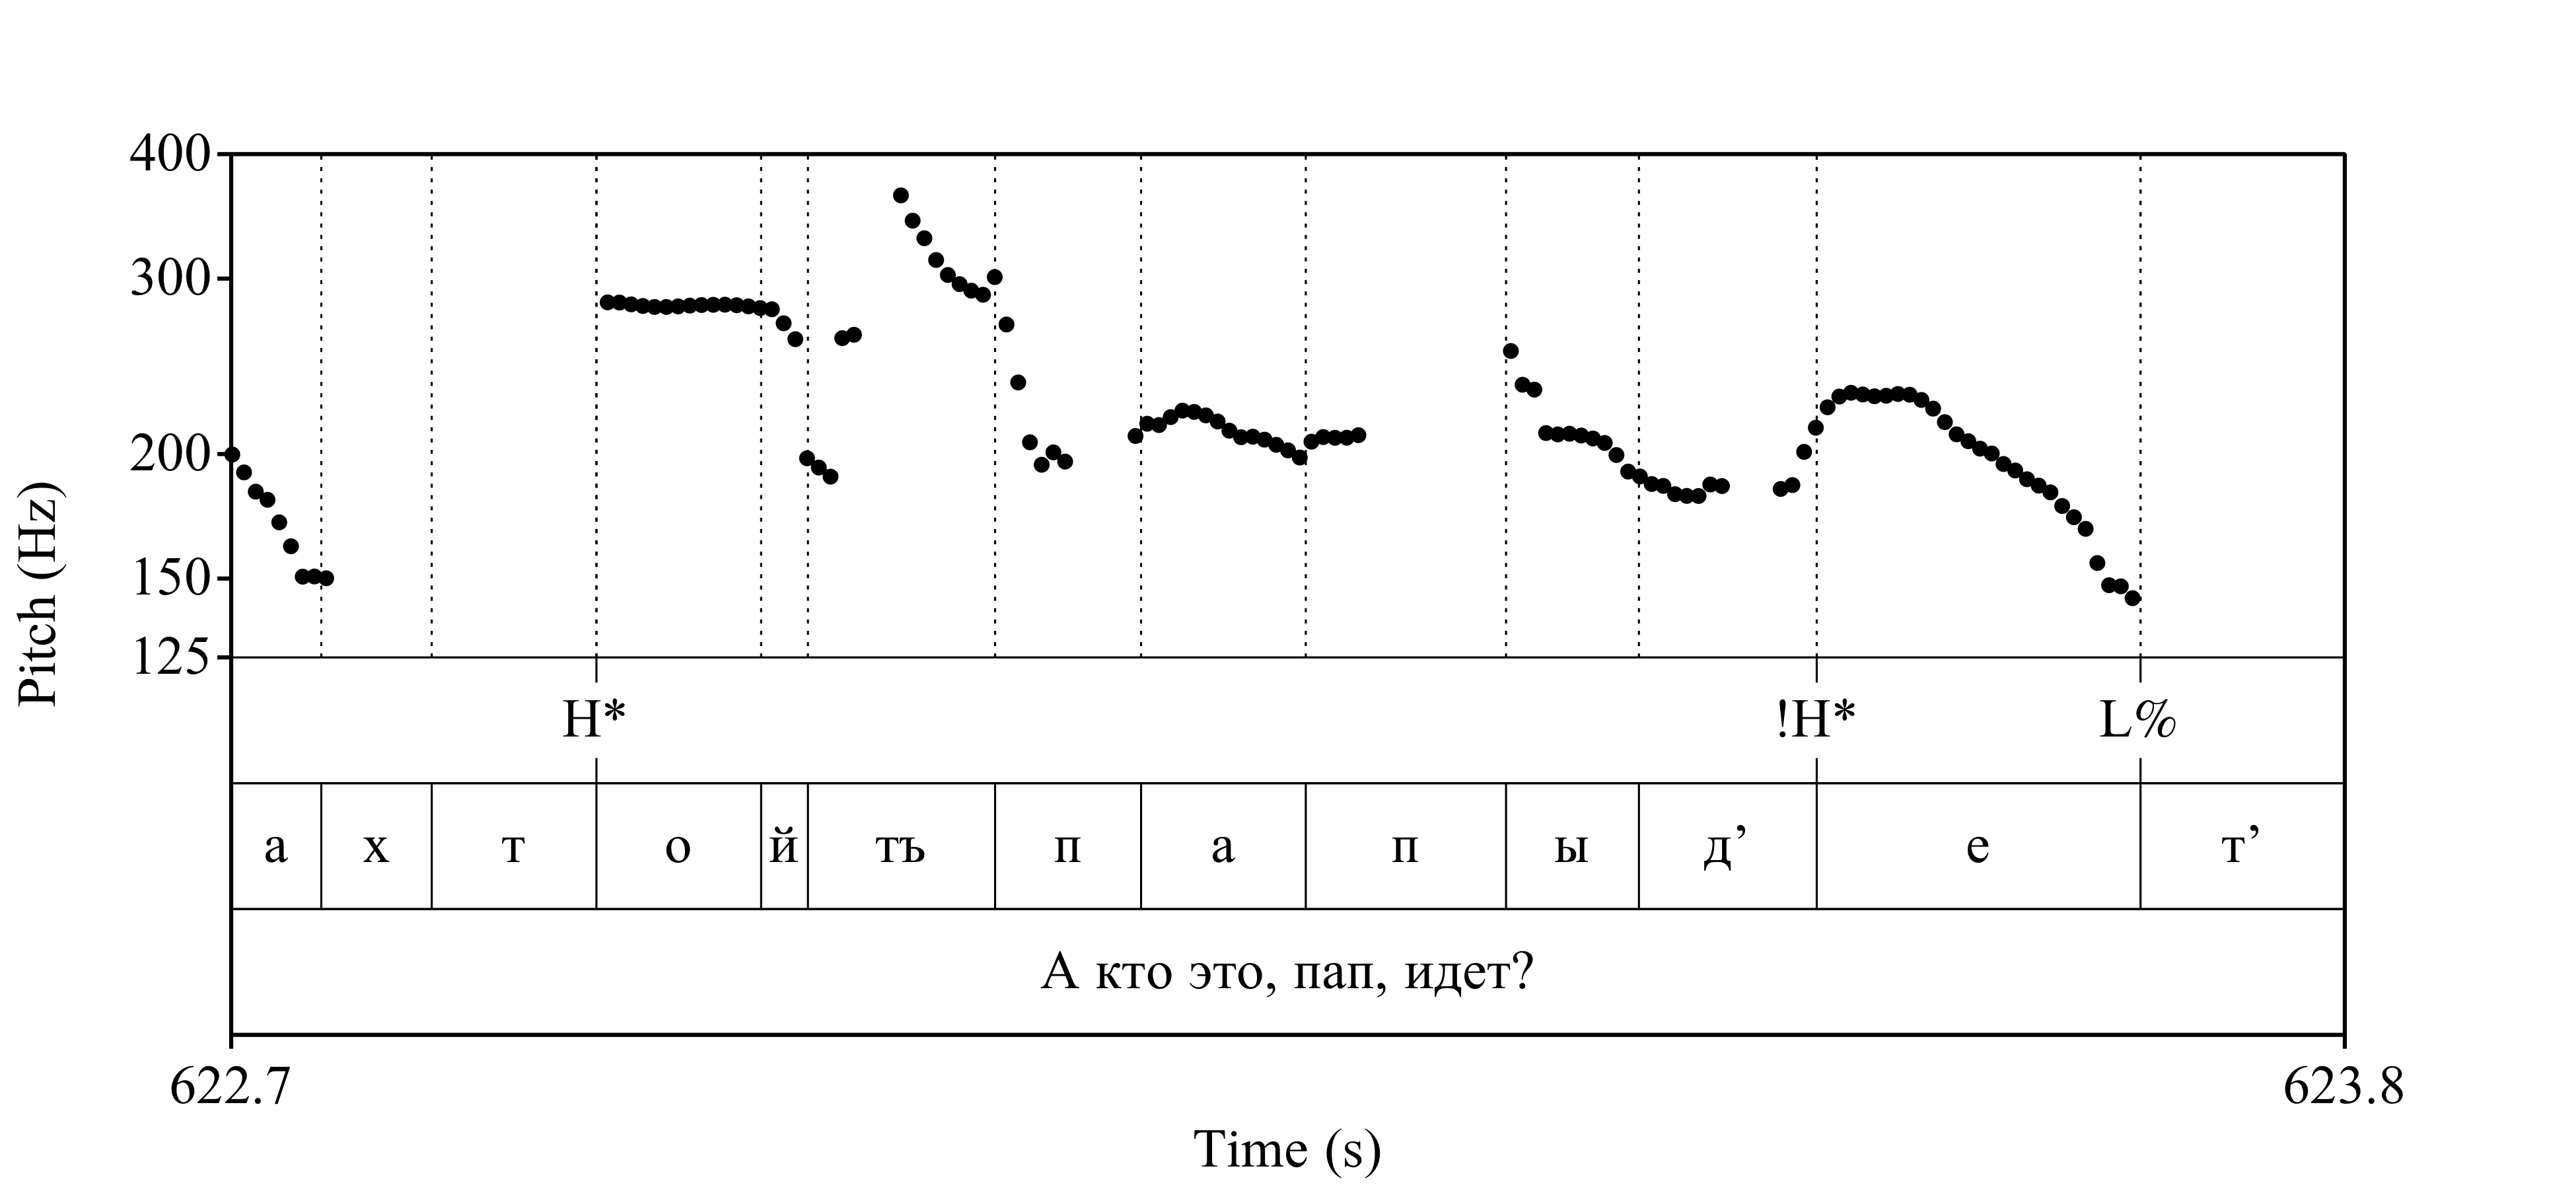 400
300
200
150
125
Pitch (Hz)
H* !H* L%
а х т о й тъ п а п ы д’ е т’
А кто это, пап, идет?
622.7 623.8
Time (s)